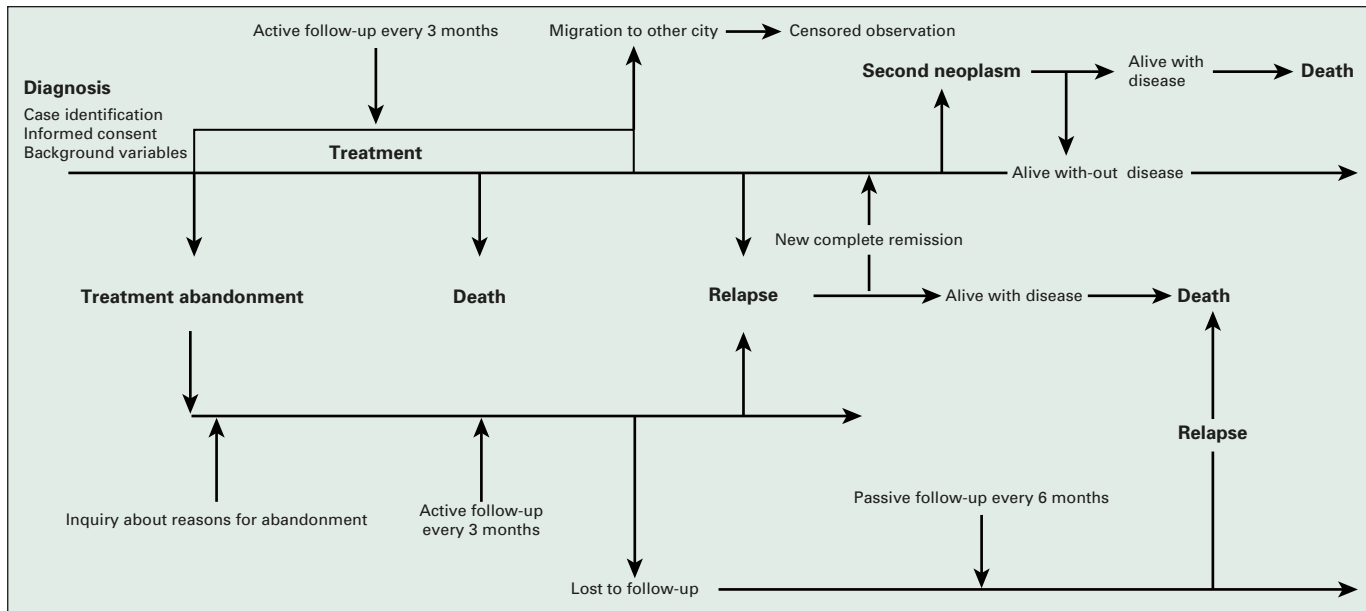 Active follow-up every 3 months
Migration to other city
Censored observation
Second neoplasm
Alive with
disease
Death
Diagnosis
Case identification
Informed consent
Background variables
Treatment
Alive with-out disease
New complete remission
Treatment abandonment
Death
Relapse
Alive with disease
Death
Relapse
Inquiry about reasons for abandonment
Active follow-up
every 3 months
Passive follow-up every 6 months
Lost to follow-up